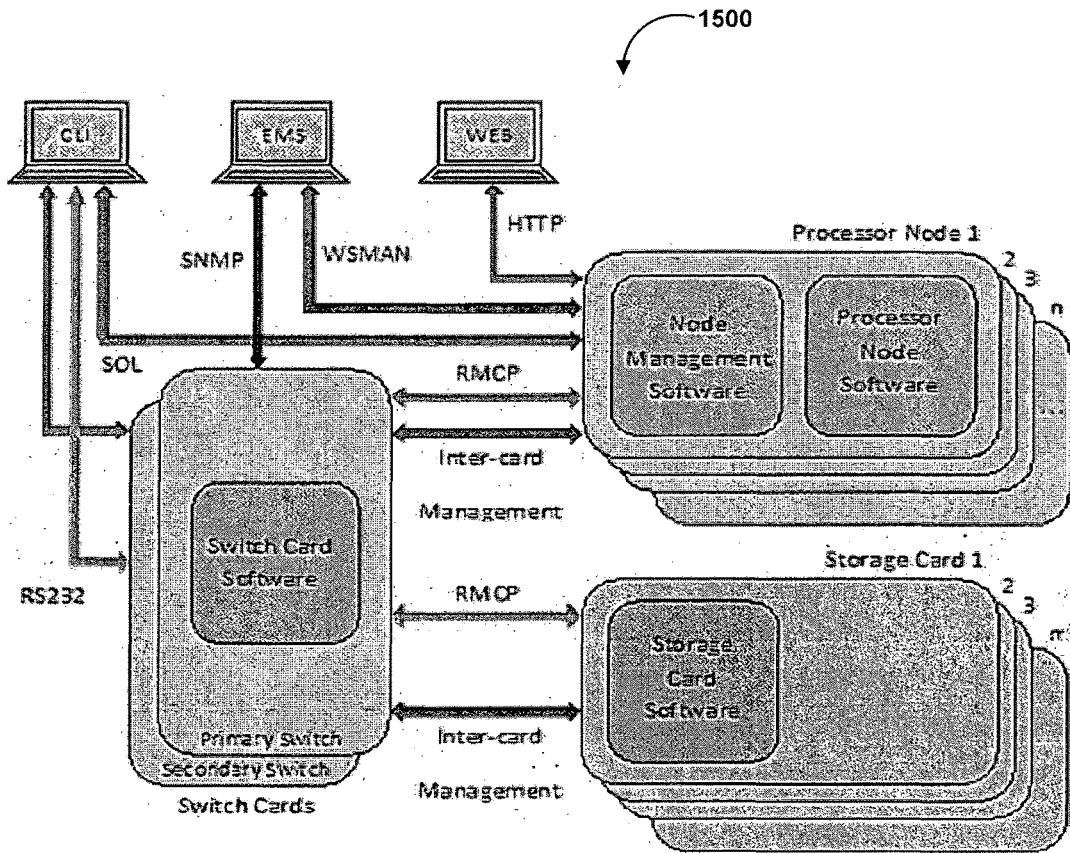 1500
CLI
EMS
WEB
HTTP
SNMP
WSMAN
SOL
Processor Node 1
2
3
n
Node
Management
Software
Processor
Node
Software
...
RMCP
Inter-card
Management
Switch Card
Software
RS232
Primary Switch
Secondary Switch
Switch Cards
RMCP
Inter-card
Management
Storage Card 1
2
3
Storage
Card
Software